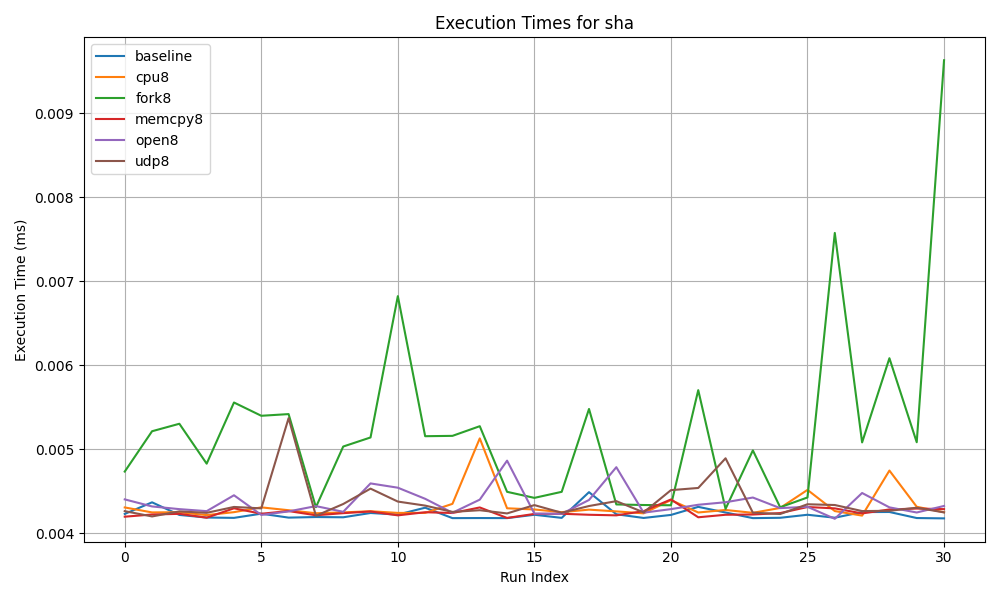 Execution Times for sha
baseline
cpu8
fork8
memcpy8
open8
udp8
Execution Time (ms)
0.009
0.008
0.007
0.006
0.005
0.004
0 5 10 15 20 25 30
Run Index